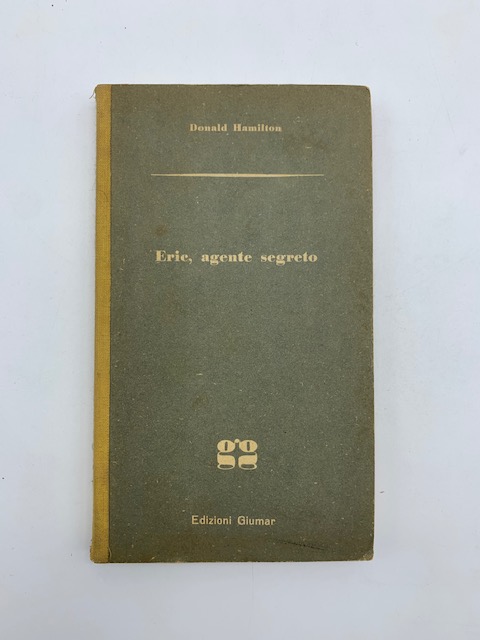 Donald Hamilton
Eric, agente segreto
Edizioni Giumar